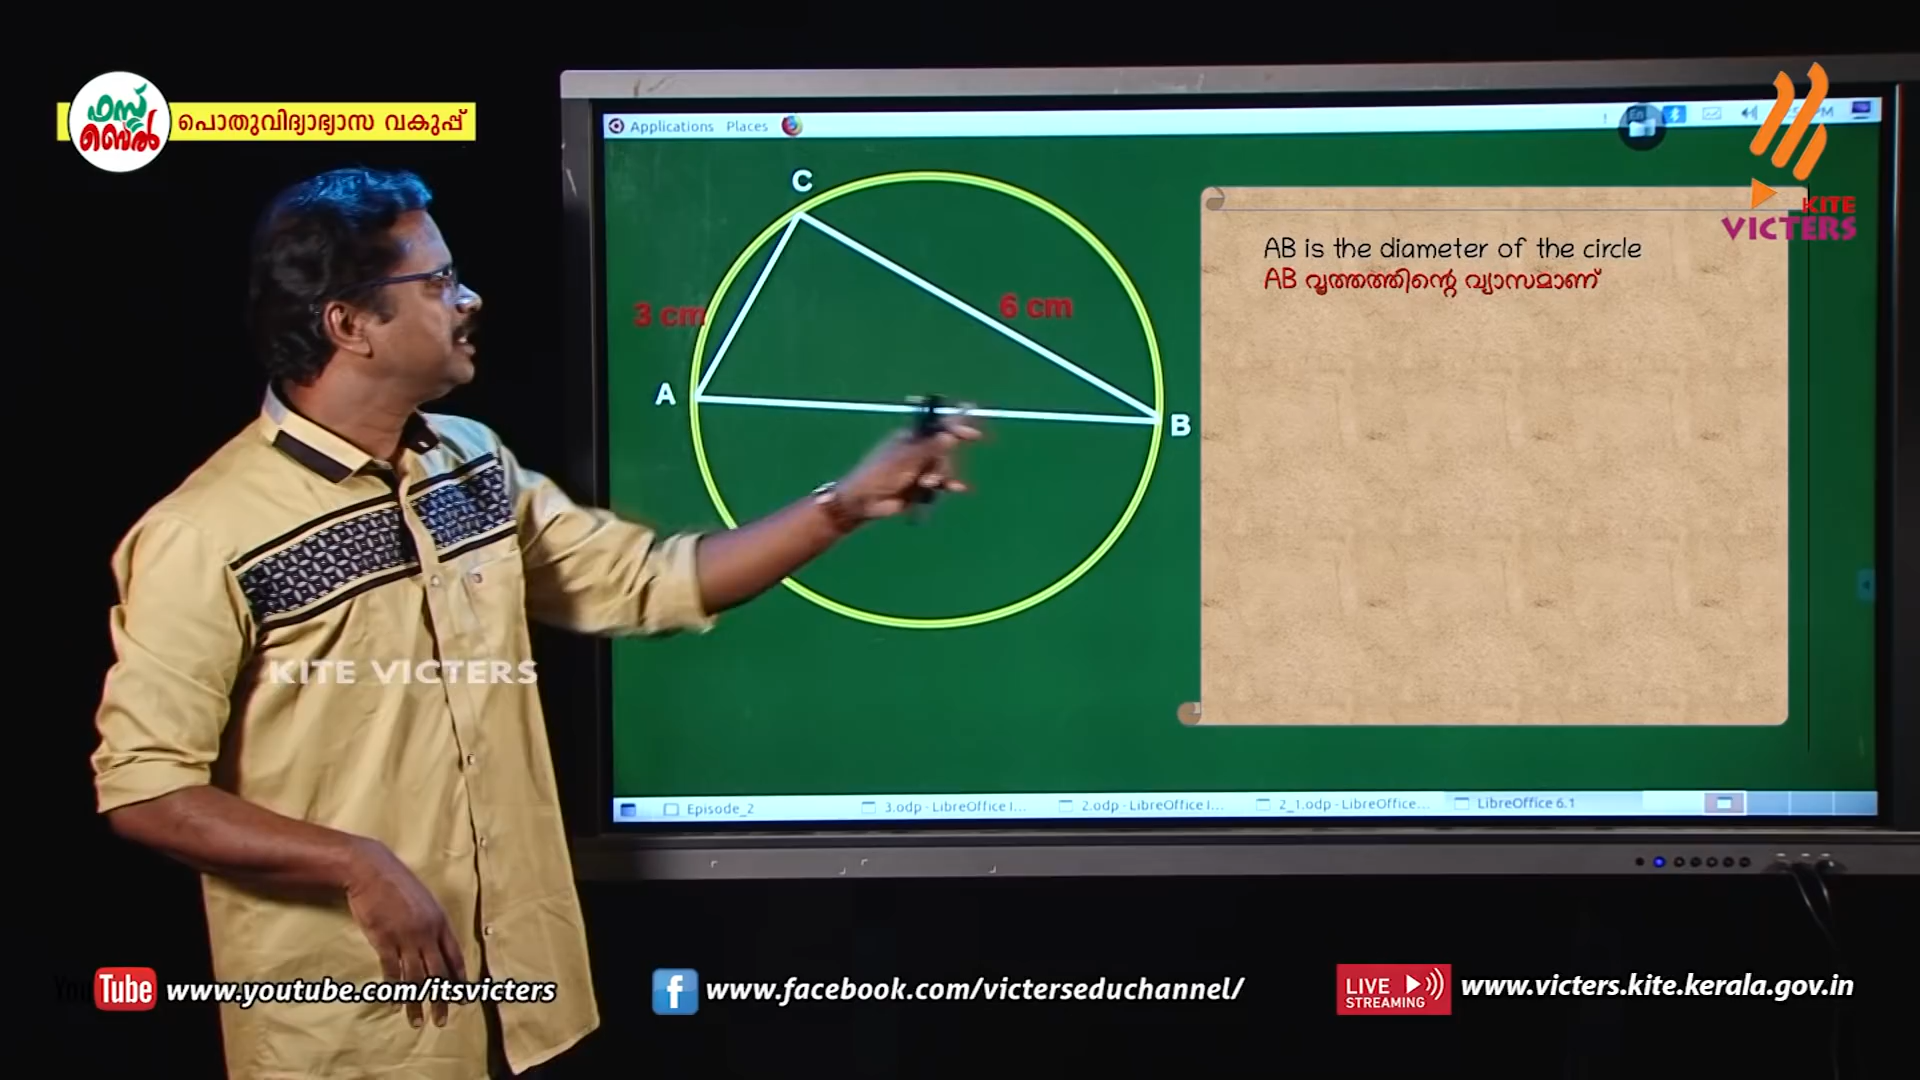 ഫസ്റ്റ്
ബെൽ
പൊതുവിദ്യാഭ്യാസ വകുപ്പ്
Applications Places
En
PM
KITE
VICTERS
C
3 cm
6 cm
A
B
AB is the diameter of the circle
AB വൃത്തത്തിന്റെ വ്യാസമാണ്
KITE VICTERS
Episode_2
3.odp - LibreOffice I...
2.odp - LibreOffice I...
2_1.odp - LibreOffice...
LibreOffice 6.1
YouTube www.youtube.com/itsvicters
f www.facebook.com/victerseduchannel/
LIVE
STREAMING
www.victers.kite.kerala.gov.in